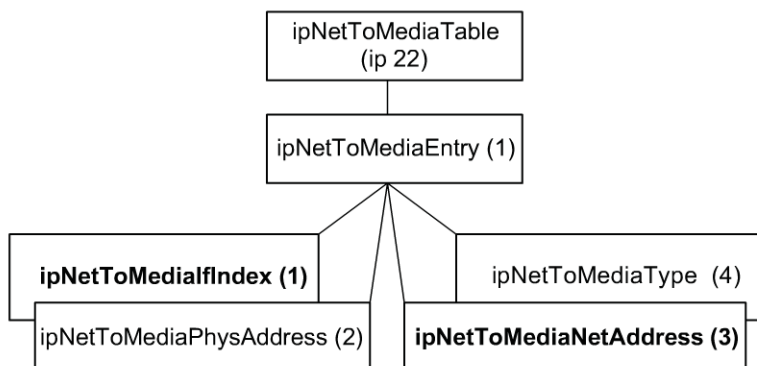 ipNetToMediaTable
(ip 22)
ipNetToMediaEntry (1)
ipNetToMediaIfIndex (1)
ipNetToMediaType (4)
ipNetToMediaPhysAddress (2)
ipNetToMediaNetAddress (3)